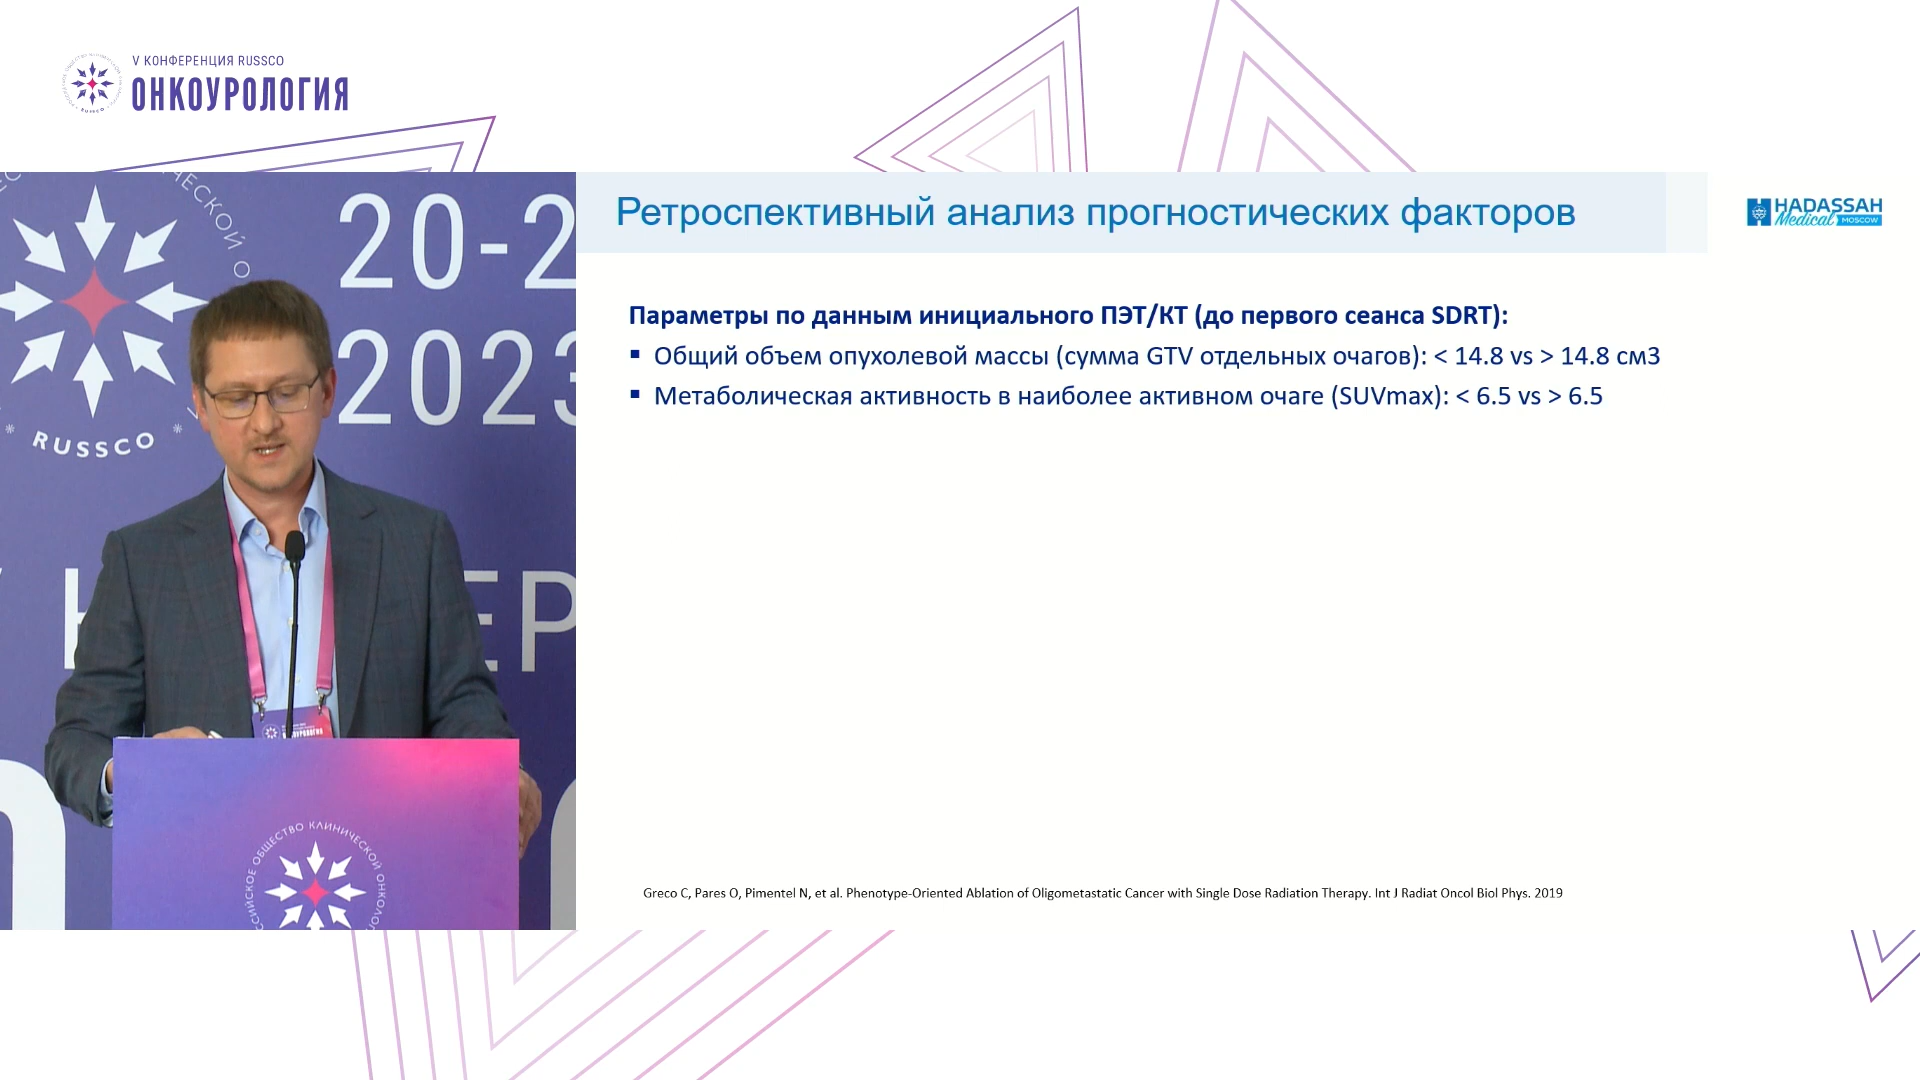 V КОНФЕРЕНЦИЯ RUSSCO
ОНКОУРОЛОГИЯ
20-2
2023
RUSSCO
Ретроспективный анализ прогностических факторов
HADASSAH
Medical MOSCOW
Параметры по данным инициального ПЭТ/КТ (до первого сеанса SDRT):
▪ Общий объем опухолевой массы (сумма GTV отдельных очагов): < 14.8 vs > 14.8 см3
▪ Метаболическая активность в наиболее активном очаге (SUVmax): < 6.5 vs > 6.5
Greco C, Pares O, Pimentel N, et al. Phenotype-Oriented Ablation of Oligometastatic Cancer with Single Dose Radiation Therapy. Int J Radiat Oncol Biol Phys. 2019
ОНКОУРОЛОГИЯ
ОБЩЕСТВО КЛИНИЧЕСКОЙ